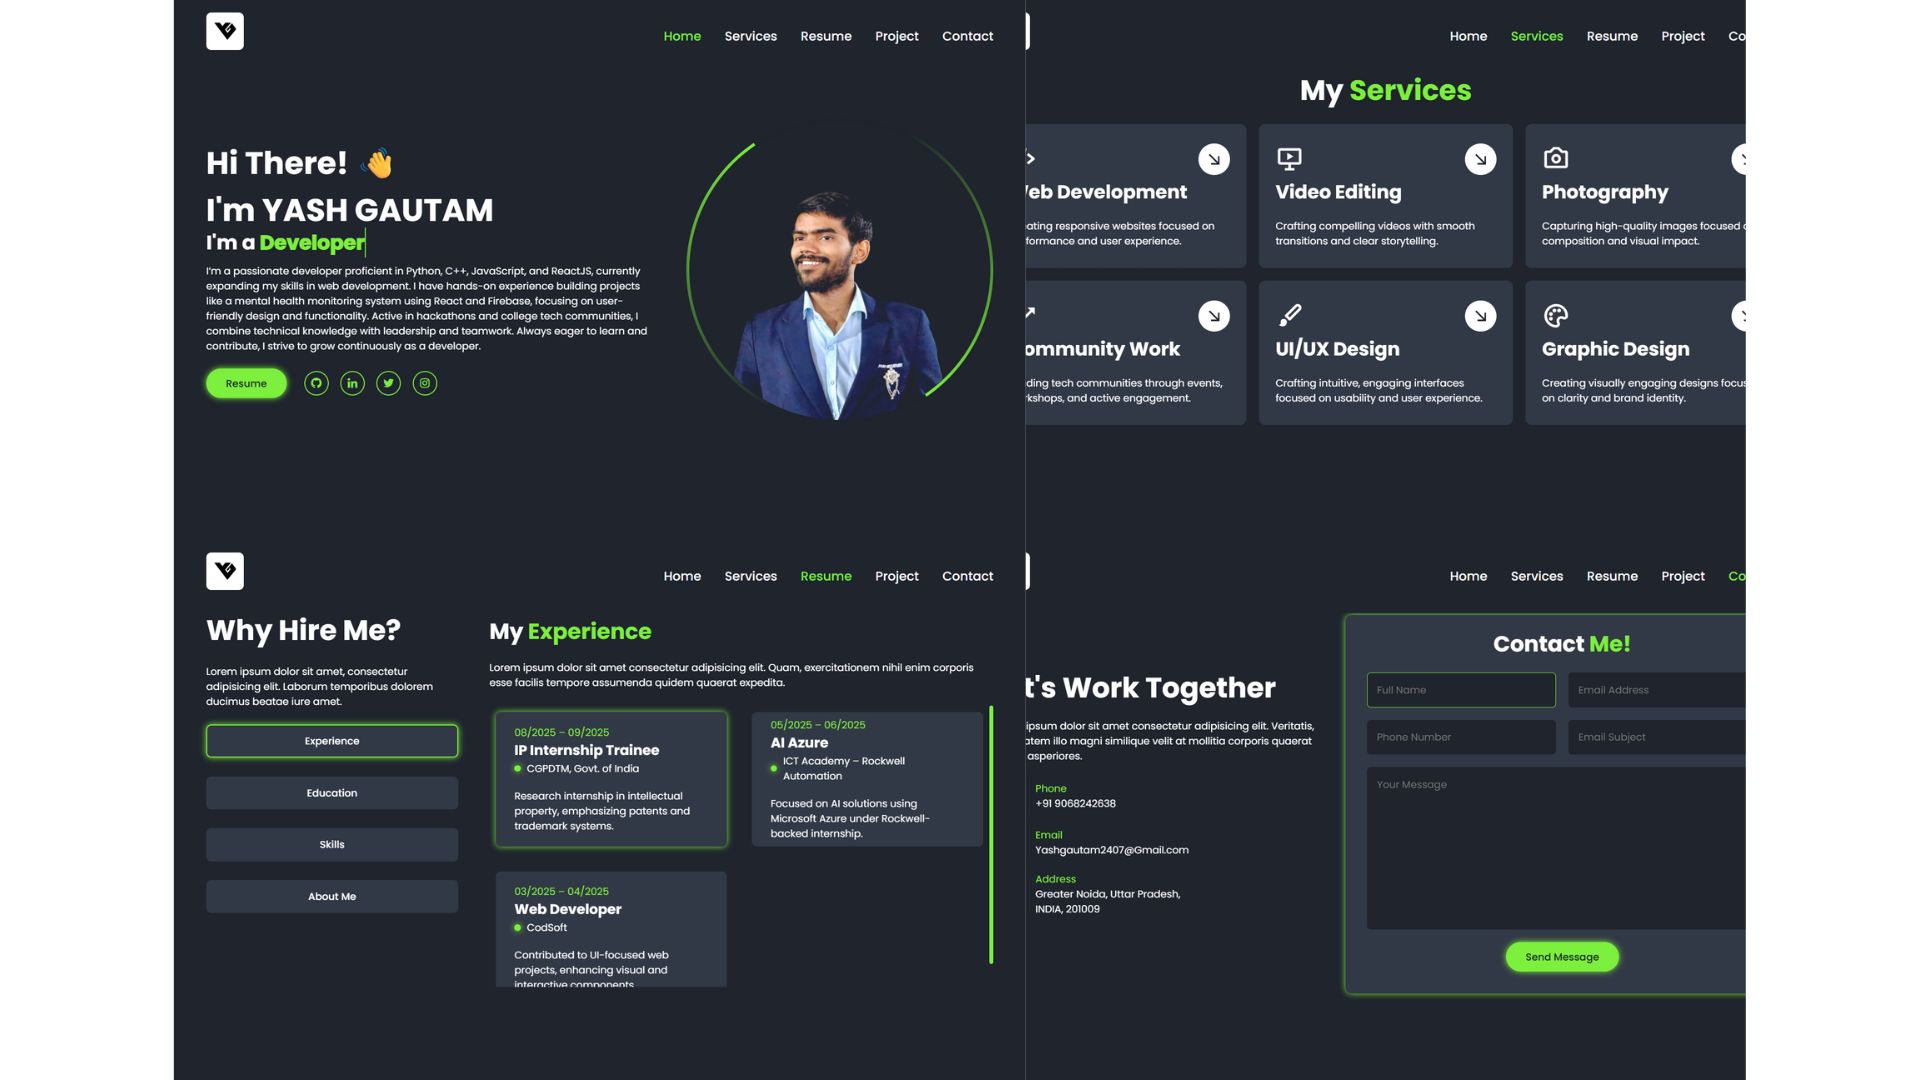 Home Services Resume Project Contact
Hi There! 👋
I'm YASH GAUTAM
I'm a Developer
I'm a passionate developer proficient in Python, C++, JavaScript, and ReactJS, currently
expanding my skills in web development. I have hands-on experience building projects
like a mental health monitoring system using React and Firebase, focusing on user-
friendly design and functionality. Active in hackathons and college tech communities, I
combine technical knowledge with leadership and teamwork. Always eager to learn and
contribute, I strive to grow continuously as a developer.
Resume
Home Services Resume Project Co
My Services
eb Development
ating responsive websites focused on
formance and user experience.
Video Editing
Crafting compelling videos with smooth
transitions and clear storytelling.
Photography
Capturing high-quality images focused
composition and visual impact.
ommunity Work
ding tech communities through events,
kshops, and active engagement.
UI/UX Design
Crafting intuitive, engaging interfaces
focused on usability and user experience.
Graphic Design
Creating visually engaging designs focus
on clarity and brand identity.
Home Services Resume Project Contact
Why Hire Me?
Lorem ipsum dolor sit amet, consectetur
adipisicing elit. Laborum temporibus dolorem
ducimus beatae iure amet.
Experience
Education
Skills
About Me
My Experience
Lorem ipsum dolor sit amet consectetur adipisicing elit. Quam, exercitationem nihil enim corporis
esse facilis tempore assumenda quidem quaerat expedita.
08/2025 – 09/2025
IP Internship Trainee
CGPDTM, Govt. of India
Research internship in intellectual
property, emphasizing patents and
trademark systems.
05/2025 – 06/2025
AI Azure
ICT Academy – Rockwell
Automation
Focused on AI solutions using
Microsoft Azure under Rockwell-
backed internship.
03/2025 – 04/2025
Web Developer
CodSoft
Contributed to UI-focused web
projects, enhancing visual and
interactive components
Home Services Resume Project Co
t's Work Together
ipsum dolor sit amet consectetur adipisicing elit. Veritatis,
atem illo magni similique velit at mollitia corporis quaerat
asperiores.
Phone
+91 9068242638
Email
Yashgautam2407@Gmail.com
Address
Greater Noida, Uttar Pradesh,
INDIA, 201009
Contact Me!
Full Name
Email Address
Phone Number
Email Subject
Your Message
Send Message